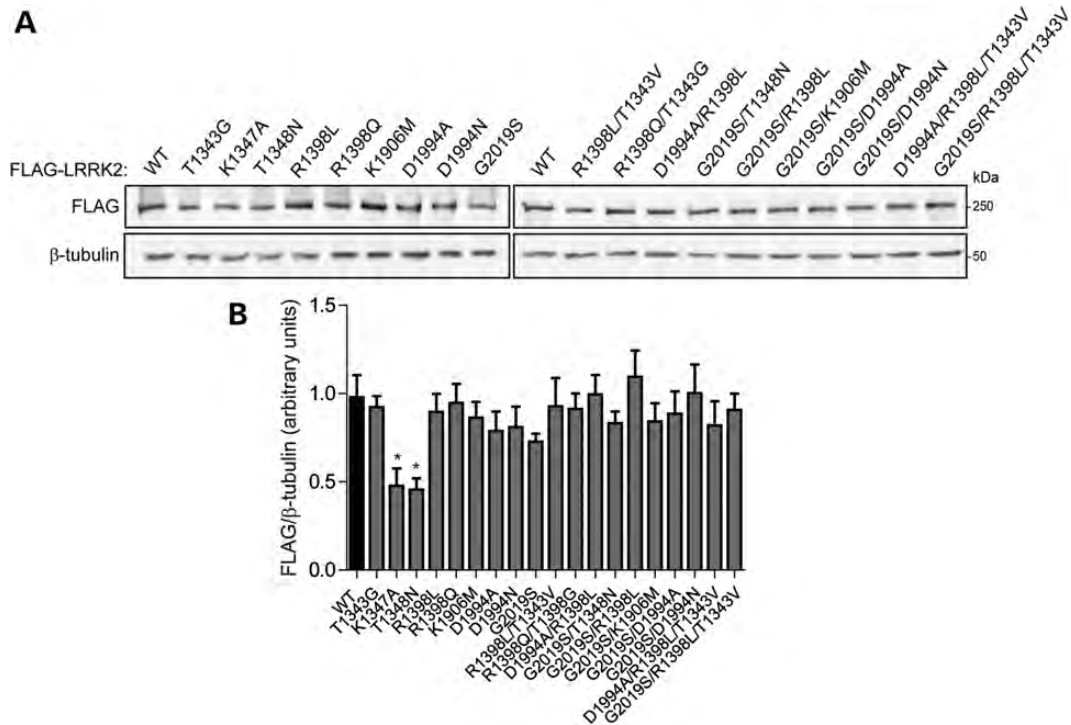 A
FLAG-LRRK2:
WT
T1343G
K1347A
T1348N
R1398L
R1398Q
K1906M
D1994A
D1994N
G2019S
WT
R1398L/T1343V
R1398Q/T1343G
D1994A/R1398L
G2019S/T1348N
G2019S/R1398L
G2019S/K1906M
G2019S/D1994A
G2019S/D1994N
D1994A/R1398L/T1343V
G2019S/R1398L/T1343V
kDa
FLAG
250
β-tubulin
50
B
FLAG/β-tubulin (arbitrary units)
1.5
1.0
0.5
0.0
* *
WT
T1343G
K1347A
T1348N
R1398L
R1398Q
K1906M
D1994A
D1994N
G2019S
R1398L/T1343V
R1398Q/T1398G
D1994A/R1398L
G2019S/T1348N
G2019S/R1398L
G2019S/K1906M
G2019S/D1994A
G2019S/D1994N
D1994A/R1398L/T1343V
G2019S/R1398L/T1343V